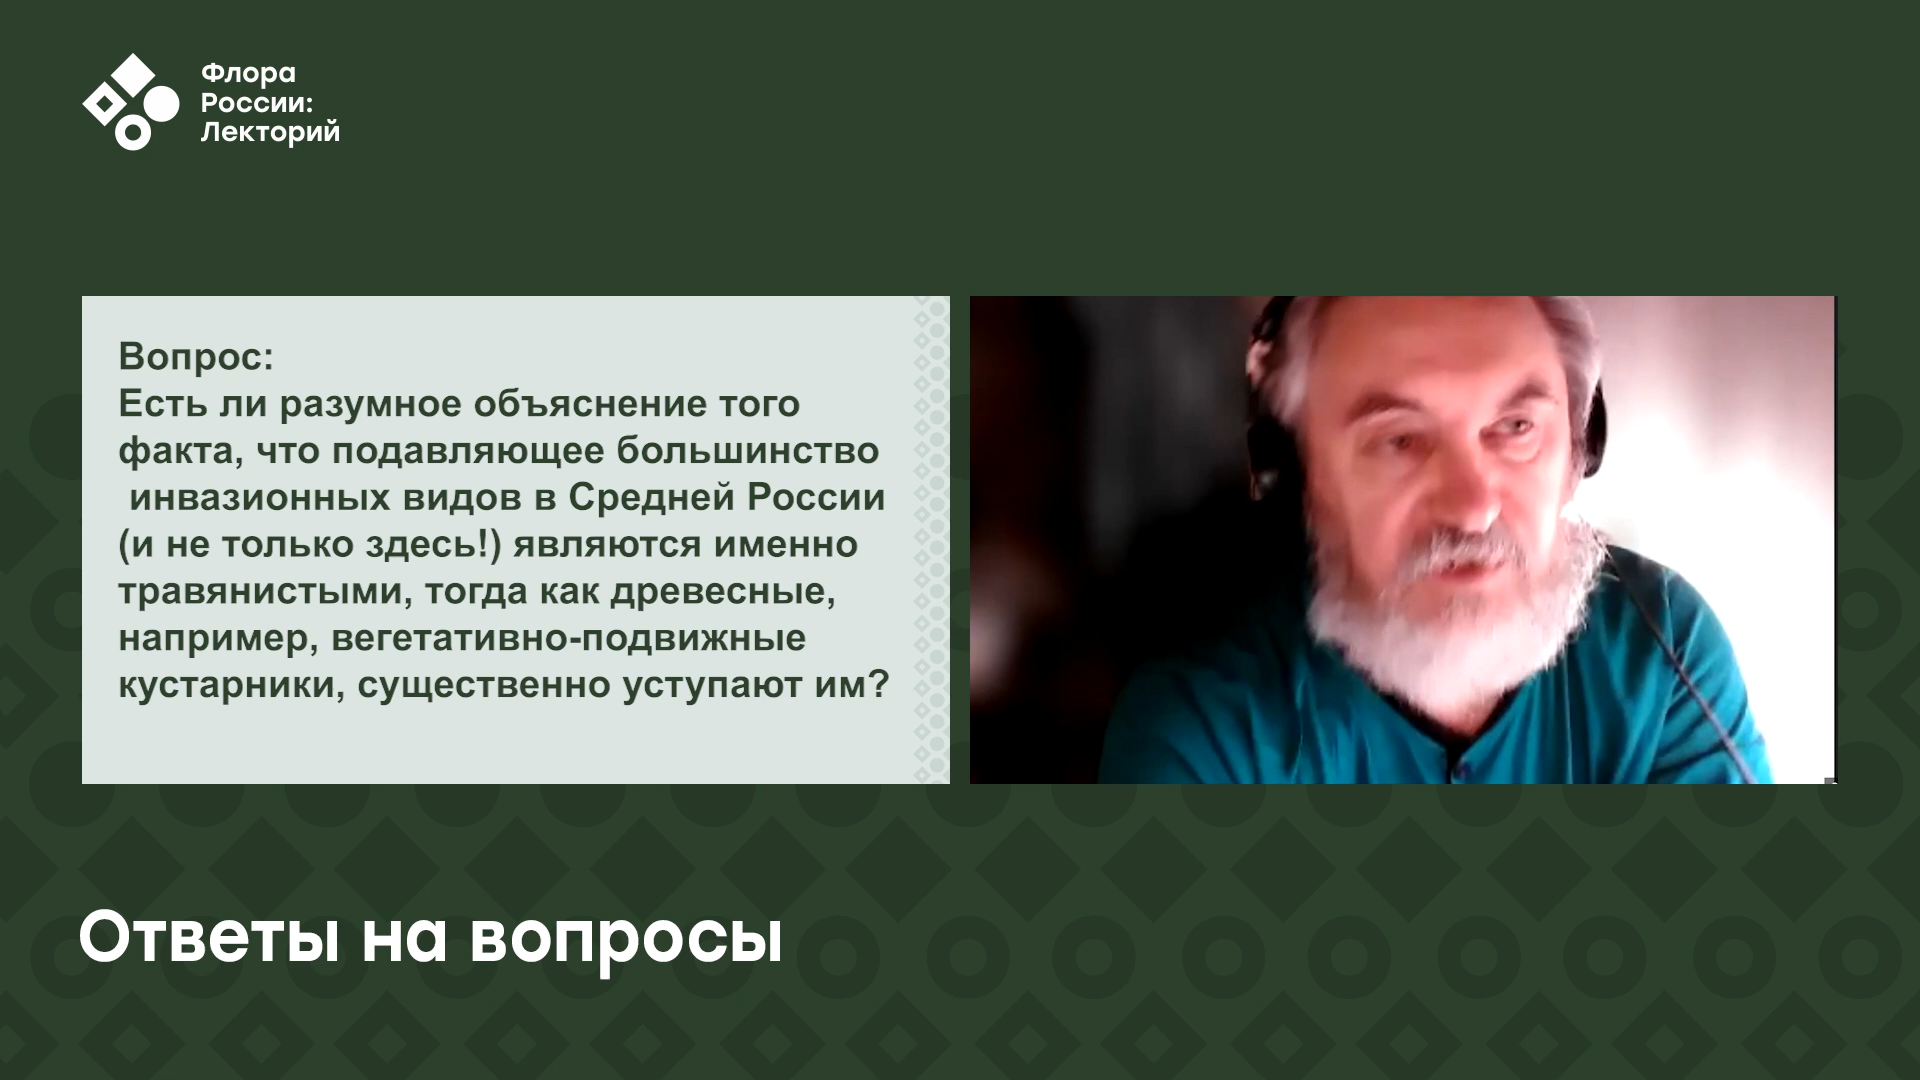 Флора
России:
Лекторий
Вопрос:
Есть ли разумное объяснение того
факта, что подавляющее большинство
инвазионных видов в Средней России
(и не только здесь!) являются именно
травянистыми, тогда как древесные,
например, вегетативно-подвижные
кустарники, существенно уступают им?
Ответы на вопросы